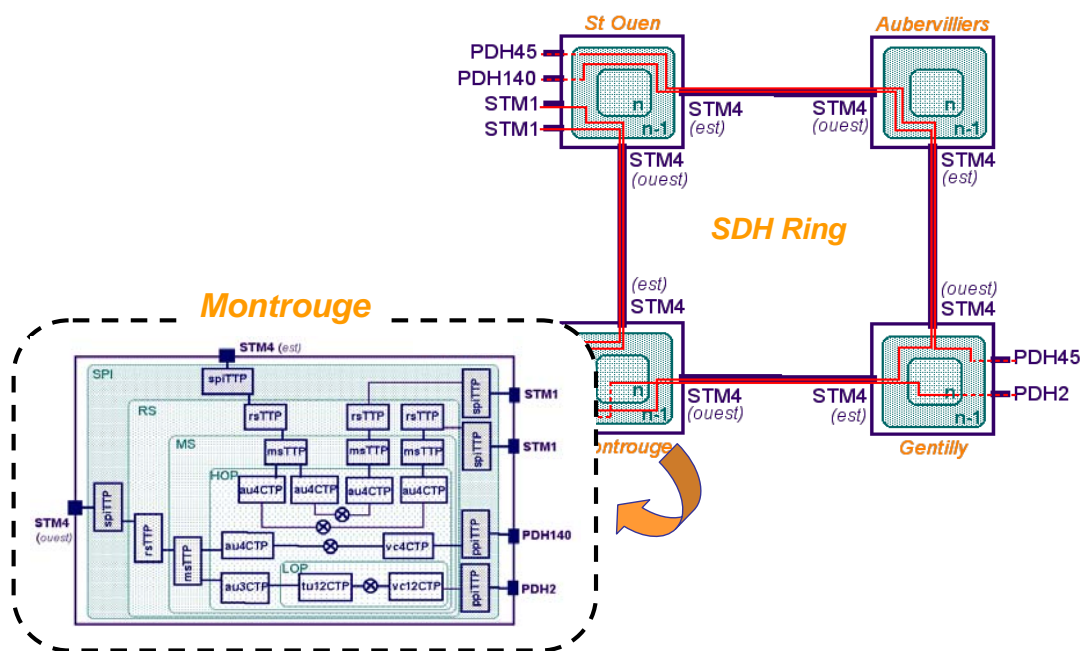 St Ouen
Aubervilliers
PDH45
PDH140
STM1
STM1
n
n-1
STM4
(est)
STM4
(ouest)
n
n-1
STM4
(ouest)
STM4
(est)
SDH Ring
(est)
STM4
(ouest)
STM4
Montrouge
n-1
STM4
(ouest)
STM4
(est)
n
n-1
PDH45
PDH2
ontrouge
Gentilly
STM4 (est)
SPI
spiTTP
spiTTP
STM1
RS
rsTTP
rsTTP
rsTTP
spiTTP
STM1
MS
msTTP
msTTP
msTTP
HOP
au4CTP
au4CTP
au4CTP
au4CTP
spiTTP
STM4
(ouest)
rsTTP
msTTP
au4CTP
vc4CTP
ppiTTP
PDH140
LOP
au3CTP
tu12CTP
vc12CTP
ppiTTP
PDH2